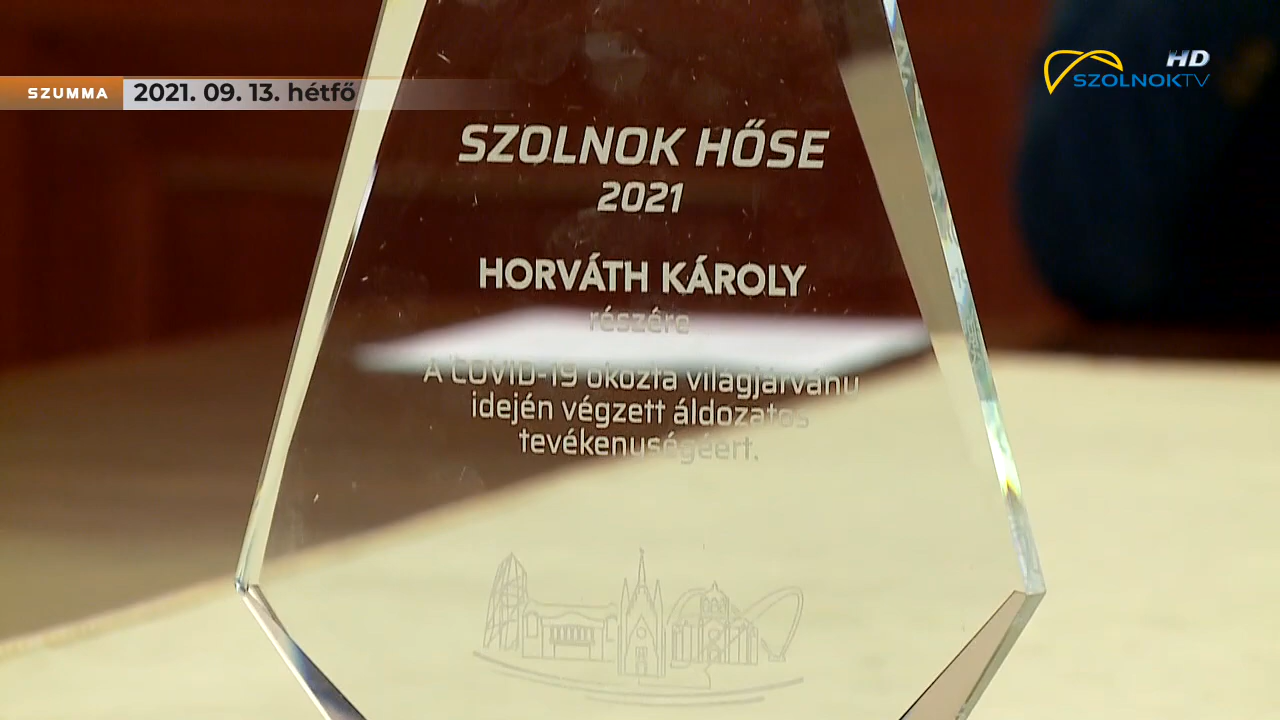 SZUMMA
2021. 09. 13. hétfő
HD
SZOLNOKTV
SZOLNOK HŐSE
2021
HORVÁTH KÁROLY
részére
A COVID-19 okozta világjárvány
idején végzett áldozatos
tevékenységéért.